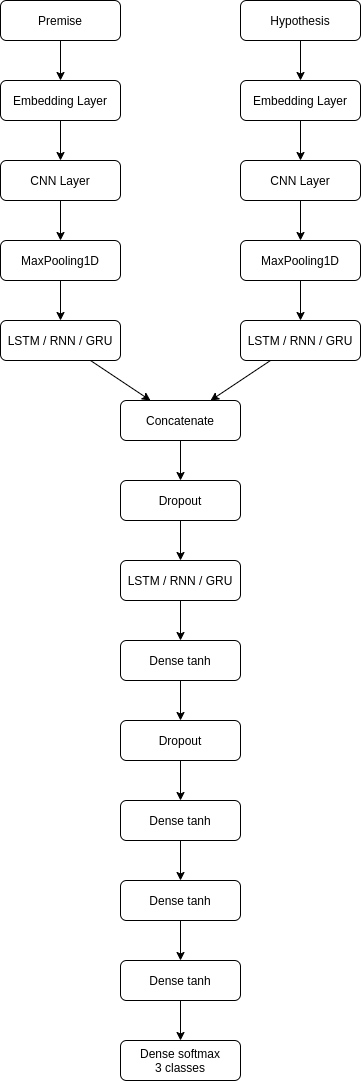 Premise
Hypothesis
Embedding Layer
Embedding Layer
CNN Layer
CNN Layer
MaxPooling1D
MaxPooling1D
LSTM / RNN / GRU
LSTM / RNN / GRU
Concatenate
Dropout
LSTM / RNN / GRU
Dense tanh
Dropout
Dense tanh
Dense tanh
Dense tanh
Dense softmax
3 classes